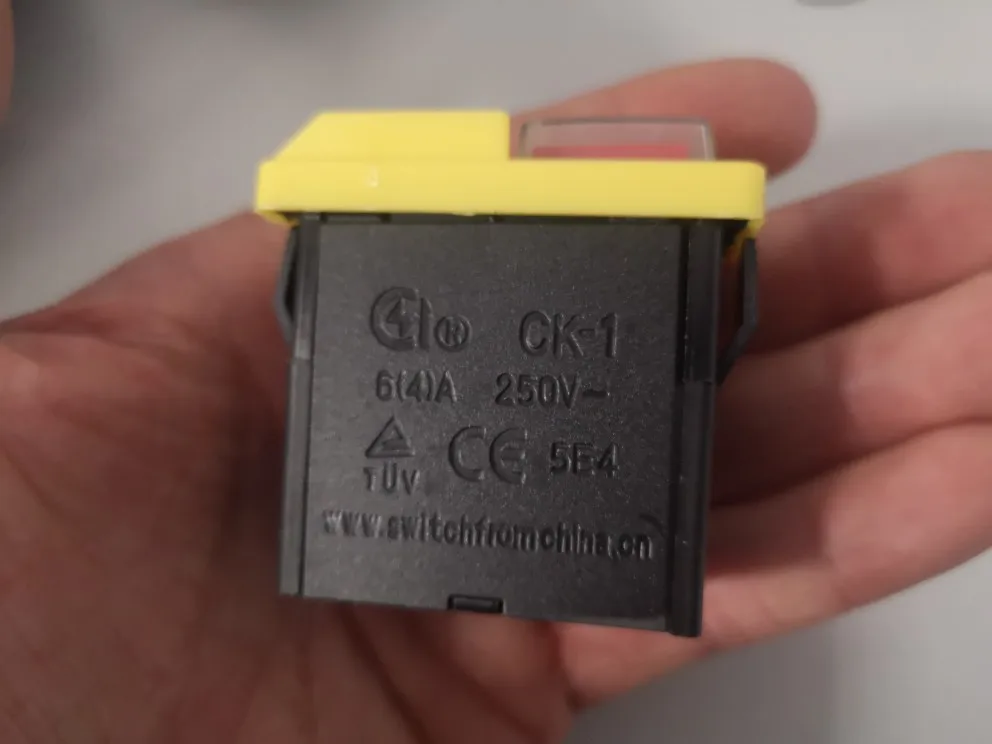 ® CK-1
6(4)A 250V~
TÜV CE 5E4
www.switchfromchina.cn